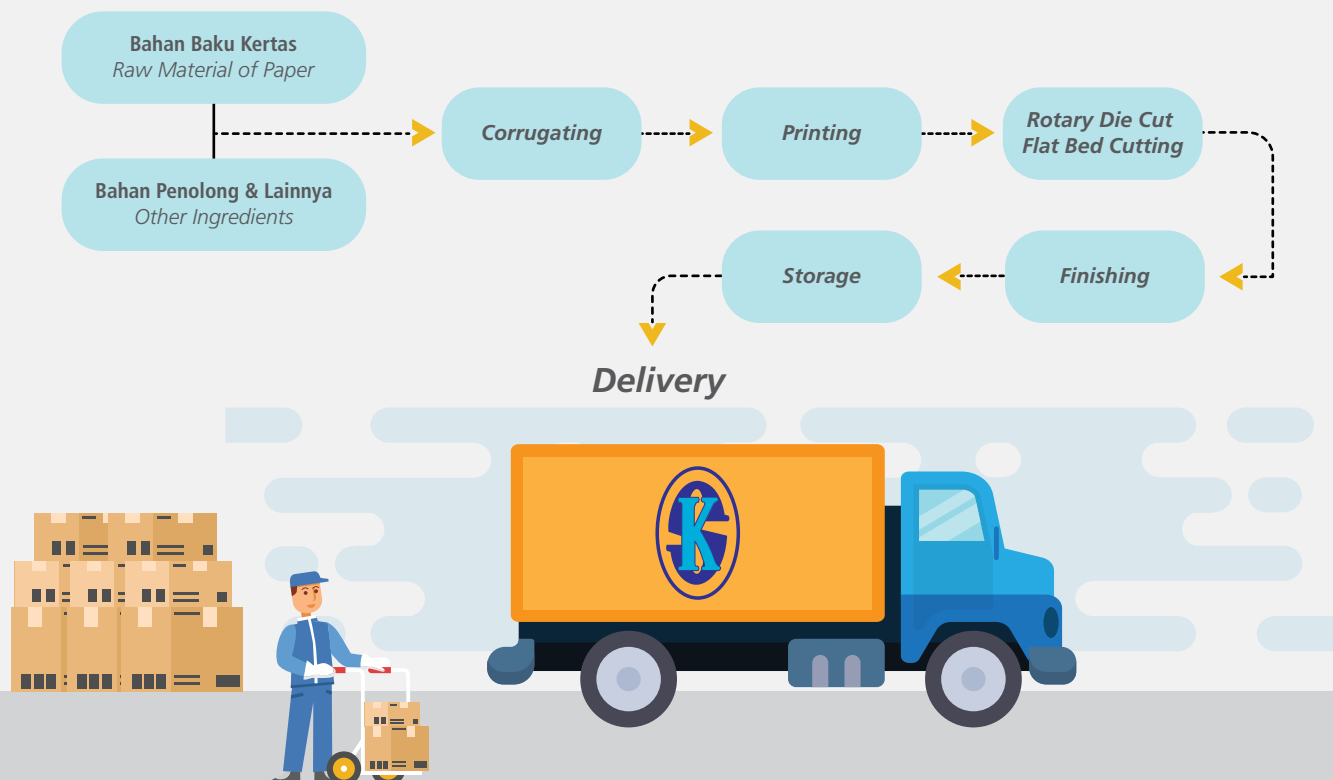 Bahan Baku Kertas
Raw Material of Paper
Bahan Penolong & Lainnya
Other Ingredients
Corrugating
Printing
Rotary Die Cut
Flat Bed Cutting
Finishing
Storage
Delivery